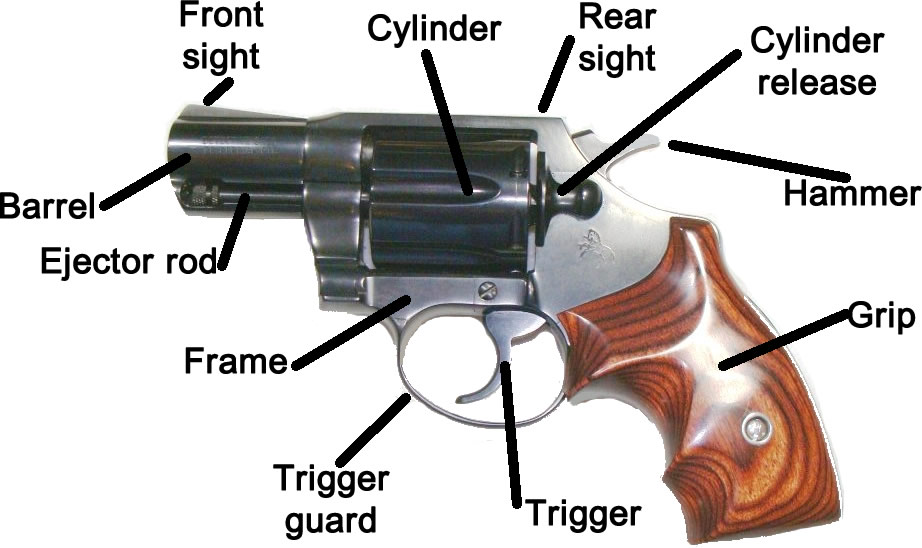 Front
sight
Cylinder
Rear
sight
Cylinder
release
Barrel
Hammer
Ejector rod
Grip
Frame
Trigger
guard
Trigger